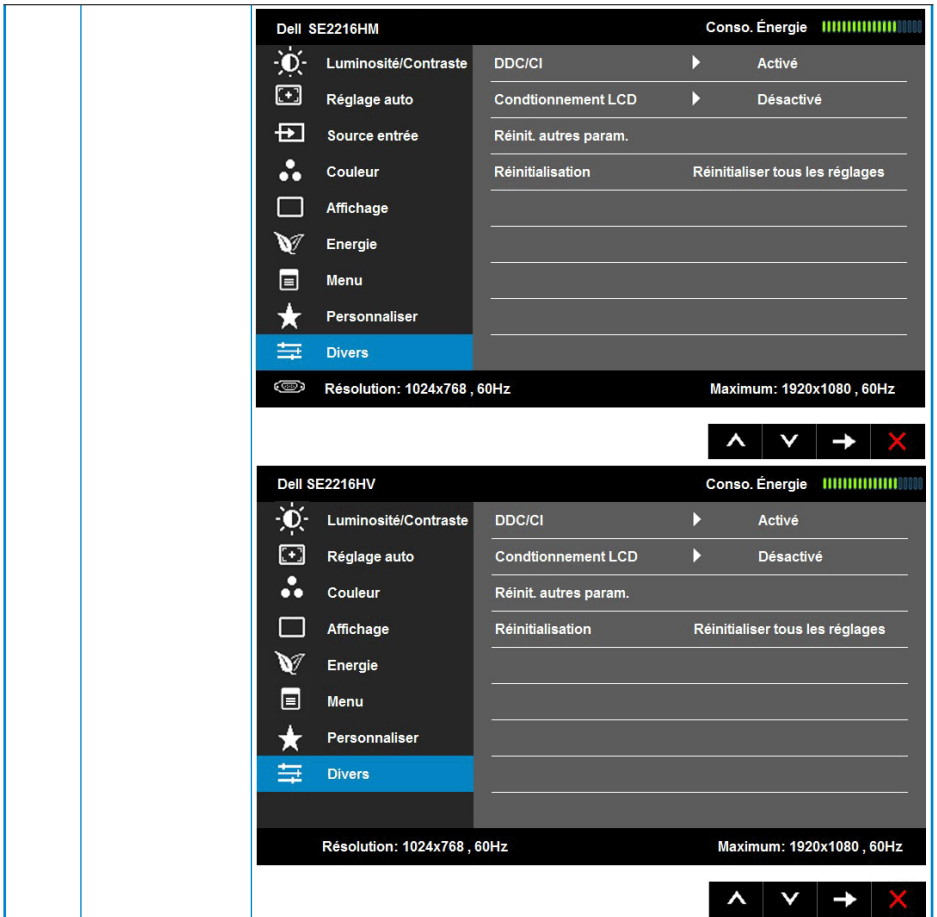 Dell SE2216HM Conso. Énergie
Luminosité/Contraste DDC/CI Activé
Réglage auto Condtionnement LCD Désactivé
Source entrée Réinit. autres param.
Couleur Réinitialisation Réinitialiser tous les réglages
Affichage
Energie
Menu
Personnaliser
Divers
Résolution: 1024x768 , 60Hz Maximum: 1920x1080 , 60Hz
Dell SE2216HV Conso. Énergie
Luminosité/Contraste DDC/CI Activé
Réglage auto Condtionnement LCD Désactivé
Couleur Réinit. autres param.
Affichage Réinitialisation Réinitialiser tous les réglages
Energie
Menu
Personnaliser
Divers
Résolution: 1024x768 , 60Hz Maximum: 1920x1080 , 60Hz